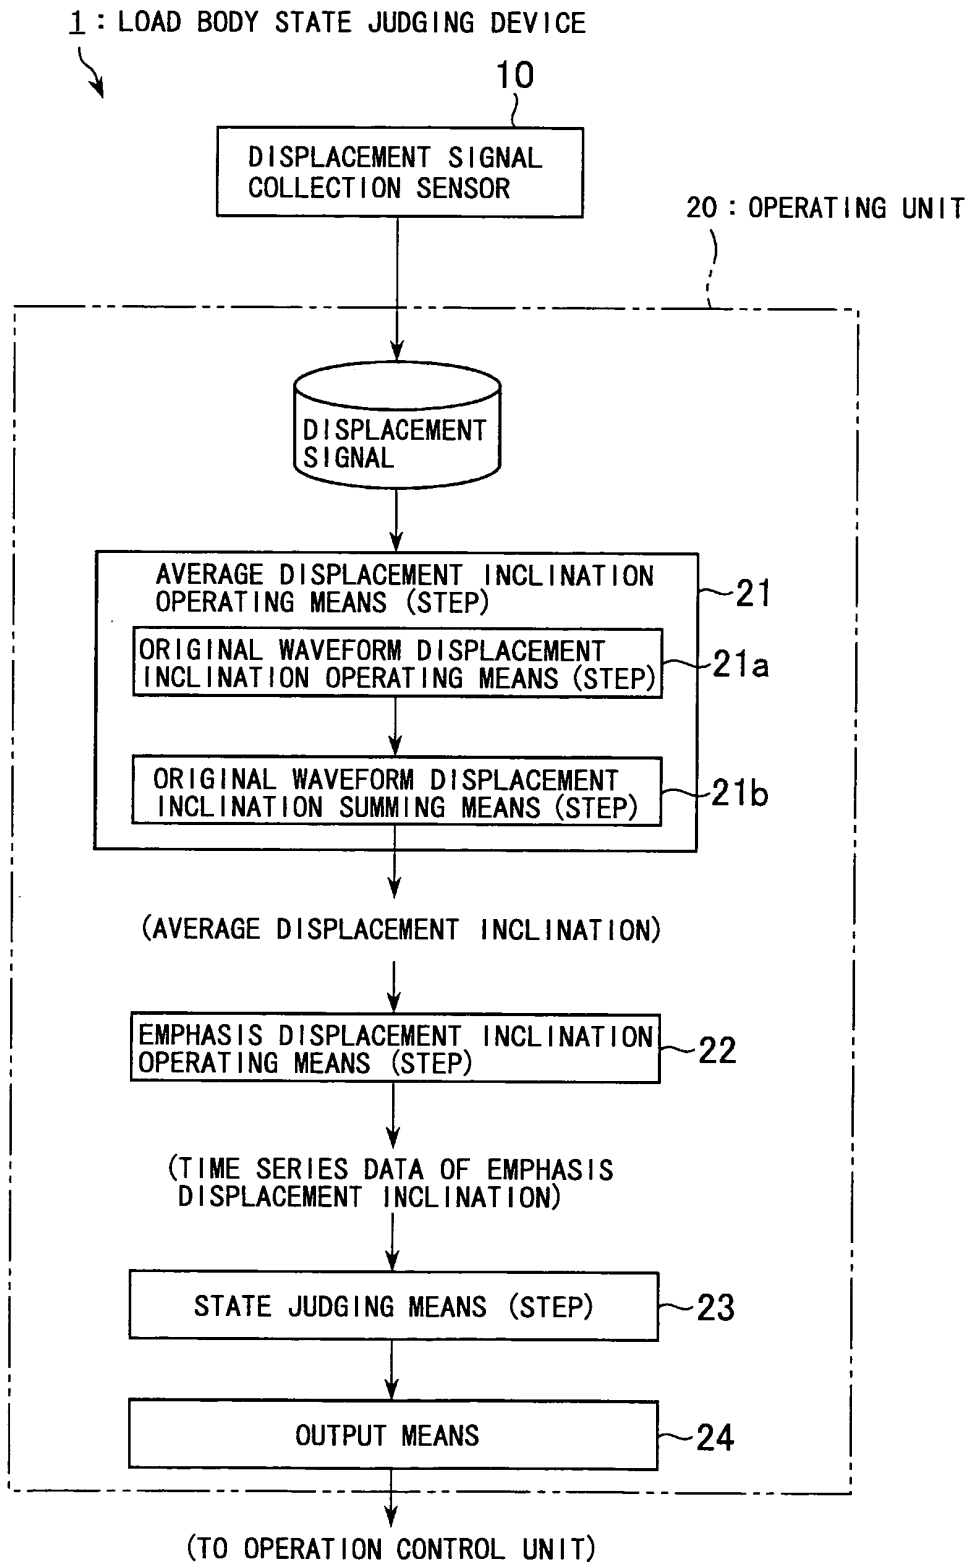 1 : LOAD BODY STATE JUDGING DEVICE
10
DISPLACEMENT SIGNAL
COLLECTION SENSOR
20 : OPERATING UNIT
DISPLACEMENT
SIGNAL
AVERAGE DISPLACEMENT INCLINATION
OPERATING MEANS (STEP)
21
ORIGINAL WAVEFORM DISPLACEMENT
INCLINATION OPERATING MEANS (STEP)
21a
ORIGINAL WAVEFORM DISPLACEMENT
INCLINATION SUMMING MEANS (STEP)
21b
(AVERAGE DISPLACEMENT INCLINATION)
EMPHASIS DISPLACEMENT INCLINATION
OPERATING MEANS (STEP)
22
(TIME SERIES DATA OF EMPHASIS
DISPLACEMENT INCLINATION)
STATE JUDGING MEANS (STEP)
23
OUTPUT MEANS
24
(TO OPERATION CONTROL UNIT)